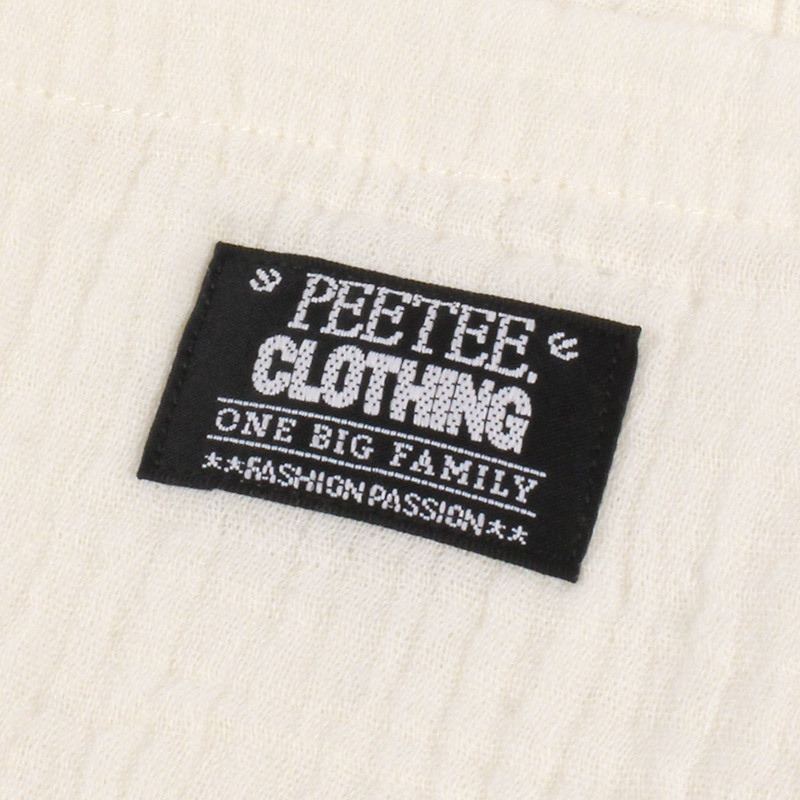 PEETEE.
CLOTHING
ONE BIG FAMILY
**FASHION PASSION**